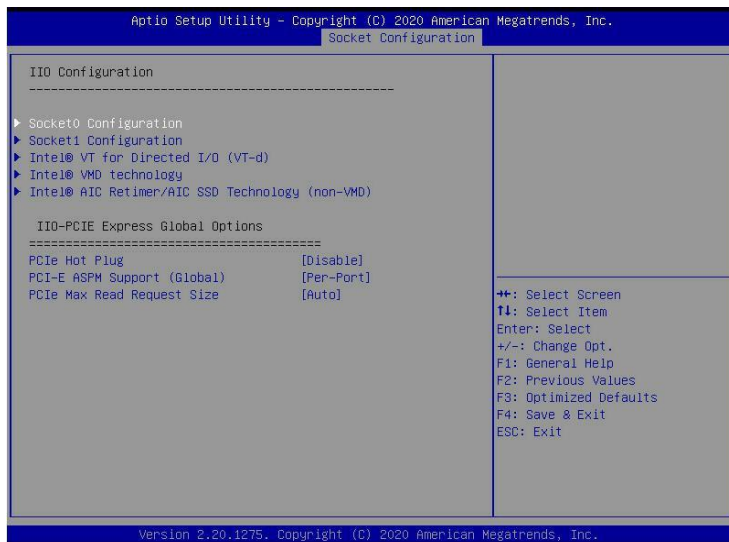 Aptio Setup Utility – Copyright (C) 2020 American Megatrends, Inc.
Socket Configuration
IIO Configuration
--------------------------------------------------
▶ Socket0 Configuration
▶ Socket1 Configuration
▶ Intel® VT for Directed I/O (VT-d)
▶ Intel® VMD technology
▶ Intel® AIC Retimer/AIC SSD Technology (non-VMD)
IIO-PCIE Express Global Options
========================================
PCIe Hot Plug [Disable]
PCI-E ASPM Support (Global) [Per-Port]
PCIe Max Read Request Size [Auto]
→←: Select Screen
↑↓: Select Item
Enter: Select
+/-: Change Opt.
F1: General Help
F2: Previous Values
F3: Optimized Defaults
F4: Save & Exit
ESC: Exit
Version 2.20.1275. Copyright (C) 2020 American Megatrends, Inc.